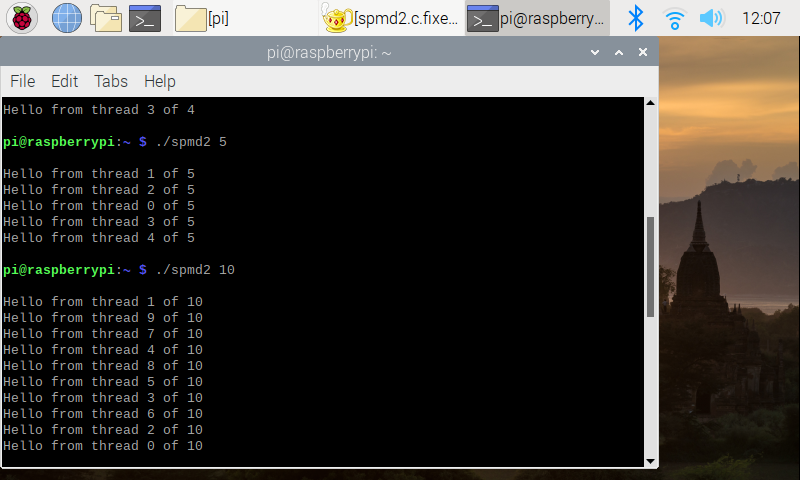 [pi]
[spmd2.c.fixe...
pi@raspberry...
12:07
pi@raspberrypi: ~
File Edit Tabs Help
Hello from thread 3 of 4
pi@raspberrypi:~ $ ./spmd2 5
Hello from thread 1 of 5
Hello from thread 2 of 5
Hello from thread 0 of 5
Hello from thread 3 of 5
Hello from thread 4 of 5
pi@raspberrypi:~ $ ./spmd2 10
Hello from thread 1 of 10
Hello from thread 9 of 10
Hello from thread 7 of 10
Hello from thread 4 of 10
Hello from thread 8 of 10
Hello from thread 5 of 10
Hello from thread 3 of 10
Hello from thread 6 of 10
Hello from thread 2 of 10
Hello from thread 0 of 10